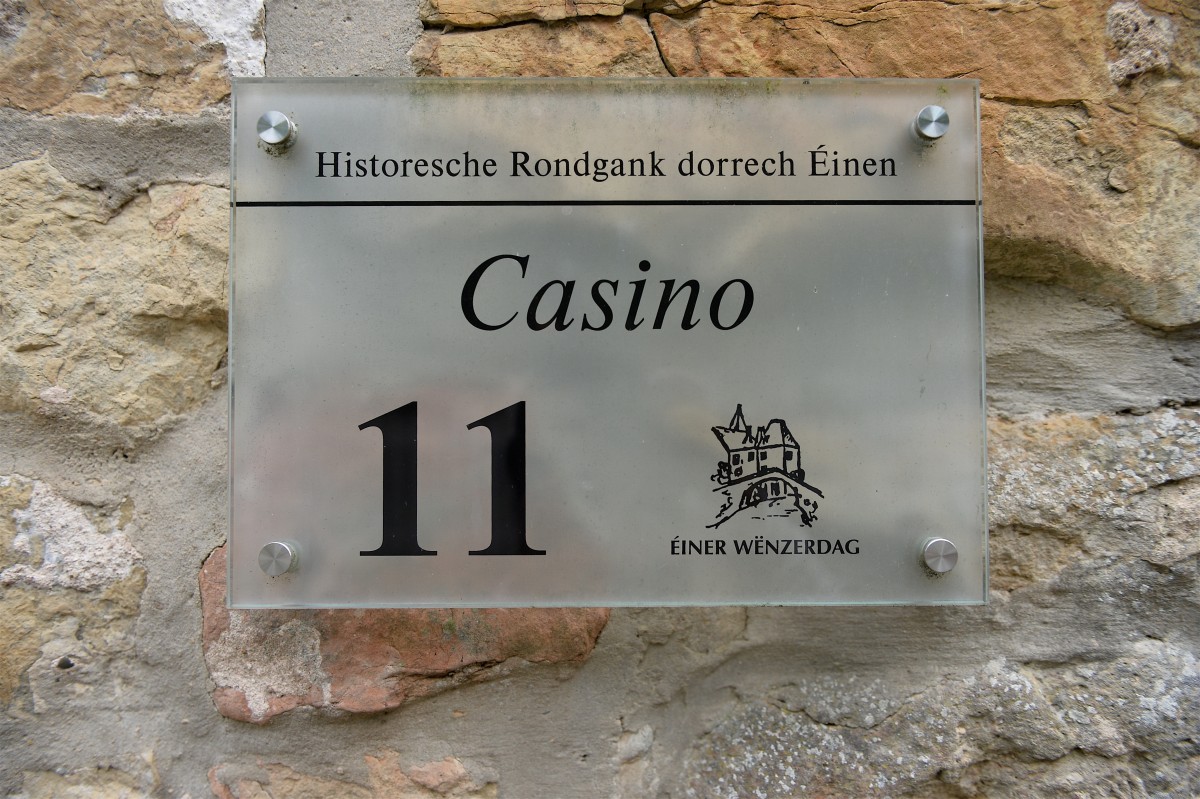 Historesche Rondgank dorrech Éinen
Casino
11
ÉINER WËNZERDAG